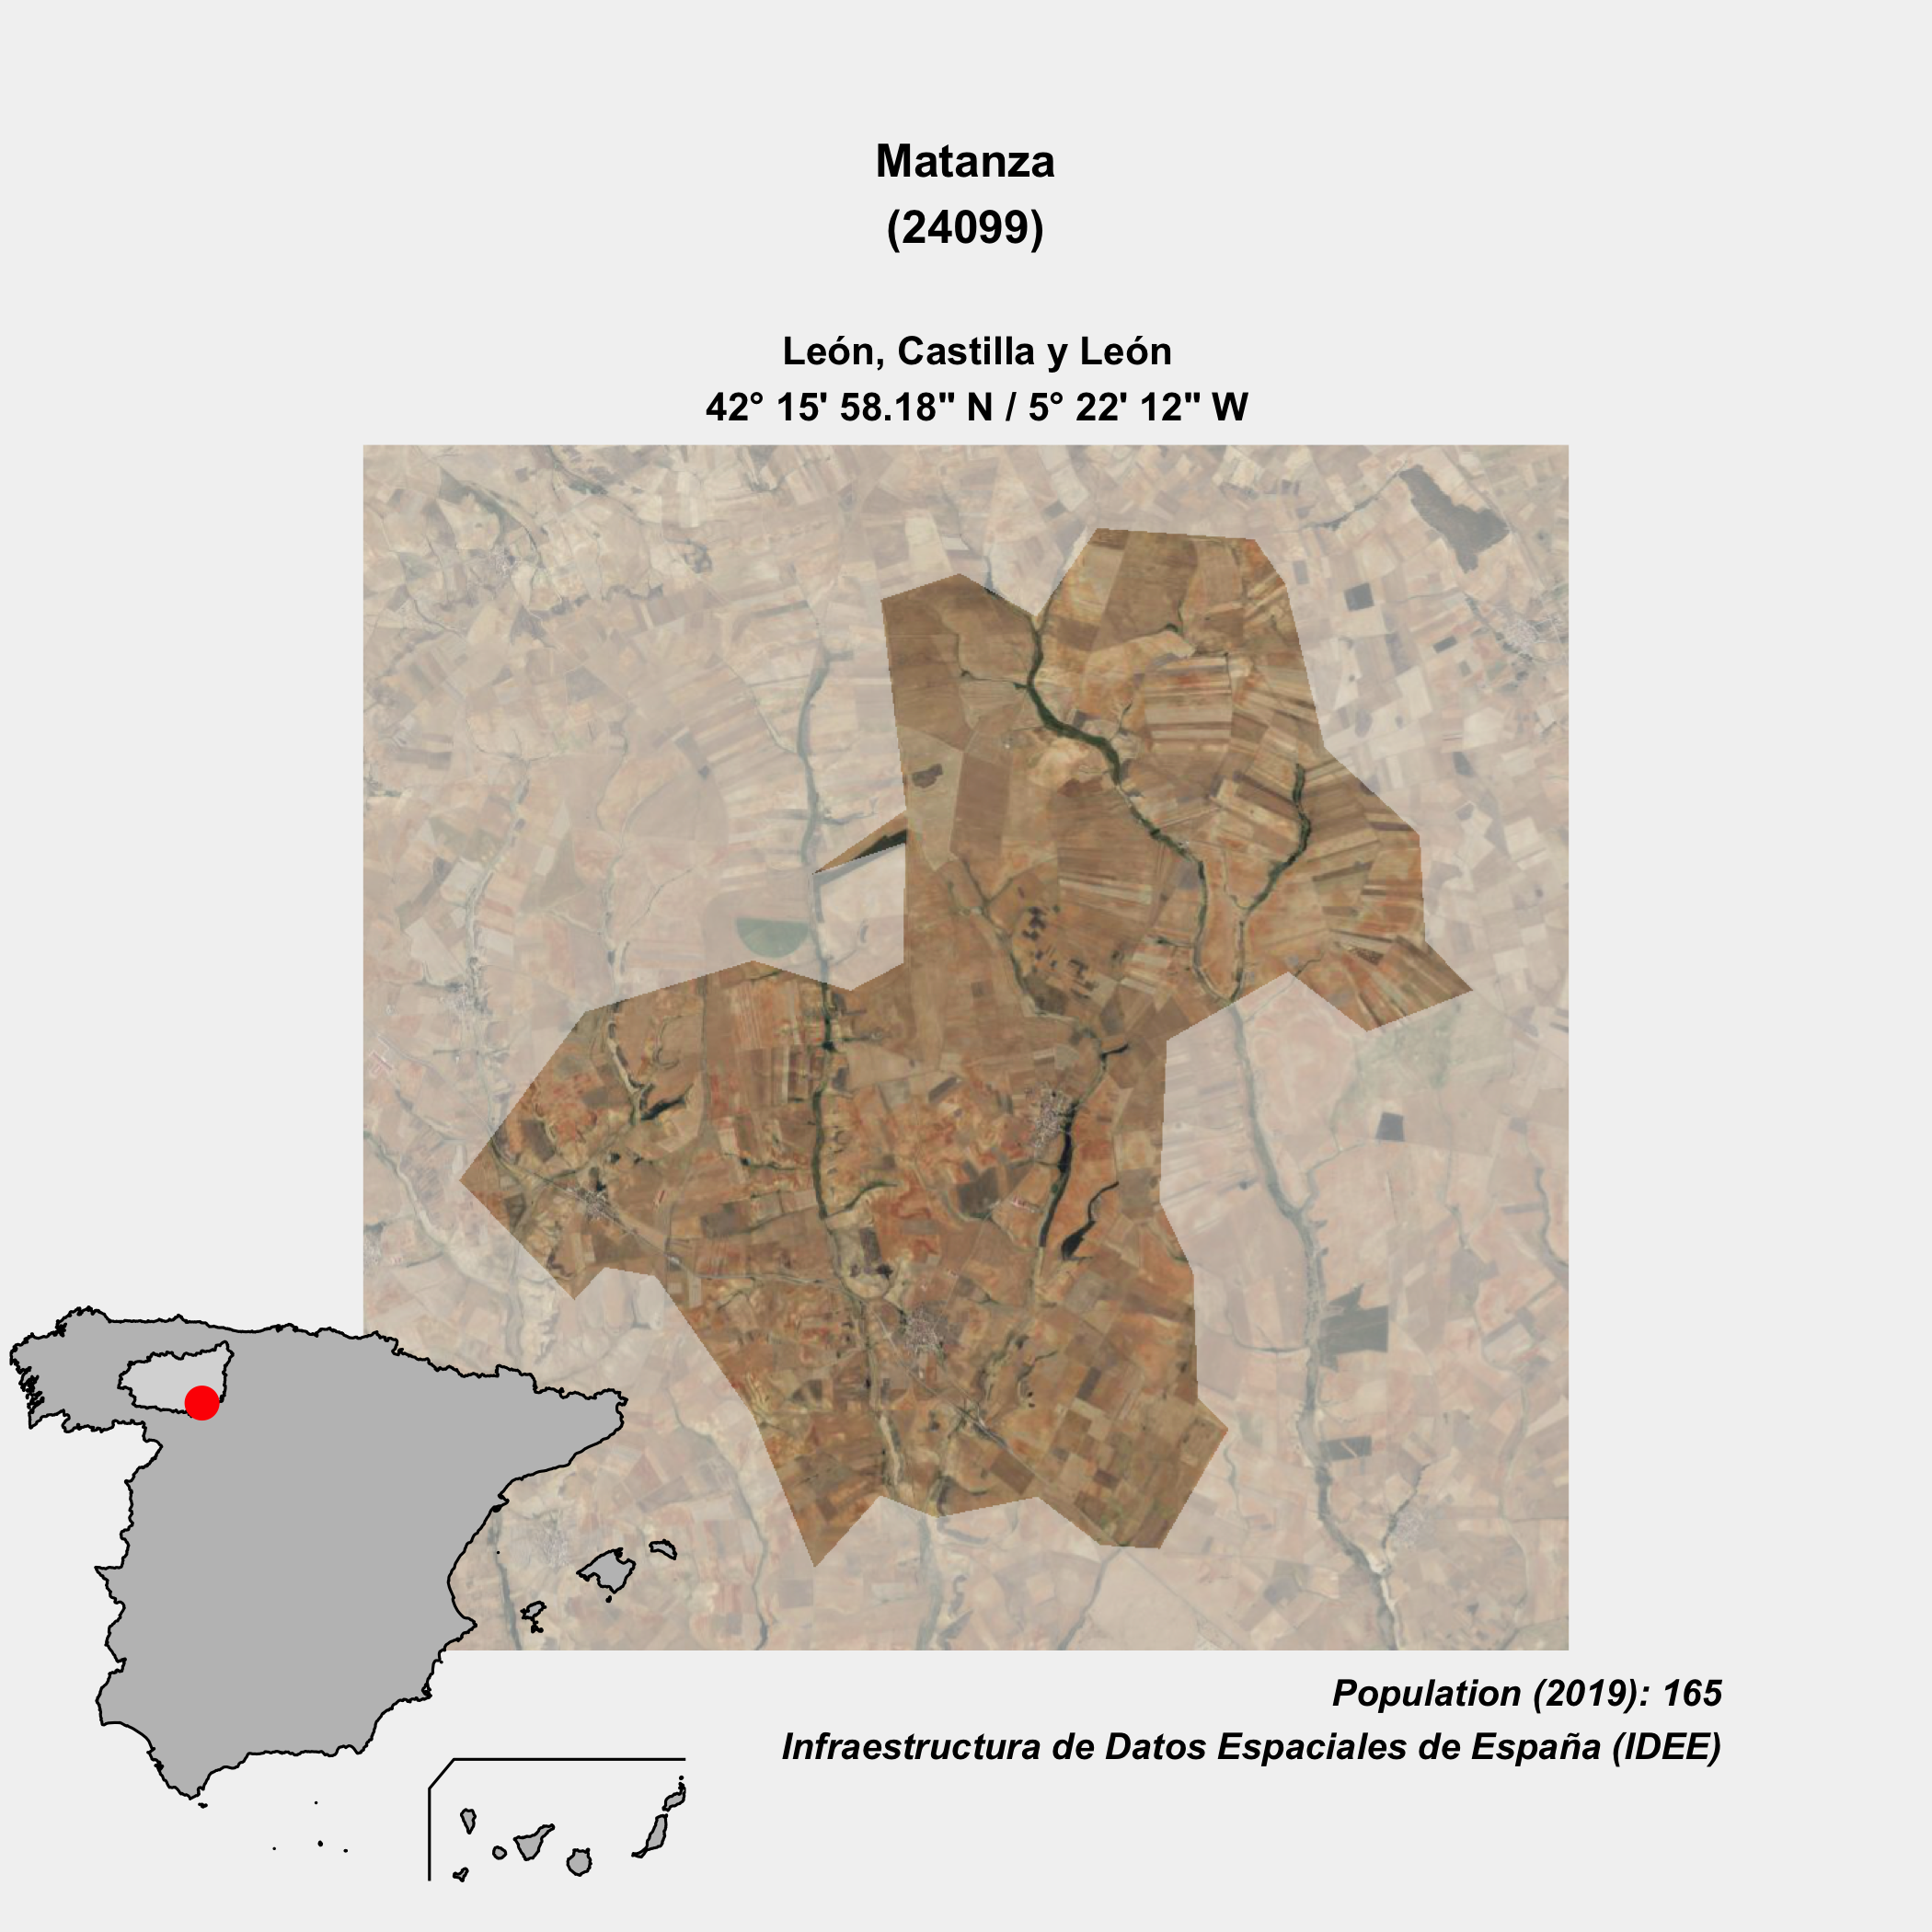 Matanza
(24099)
León, Castilla y León
42° 15' 58.18" N / 5° 22' 12" W
Population (2019): 165
Infraestructura de Datos Espaciales de España (IDEE)